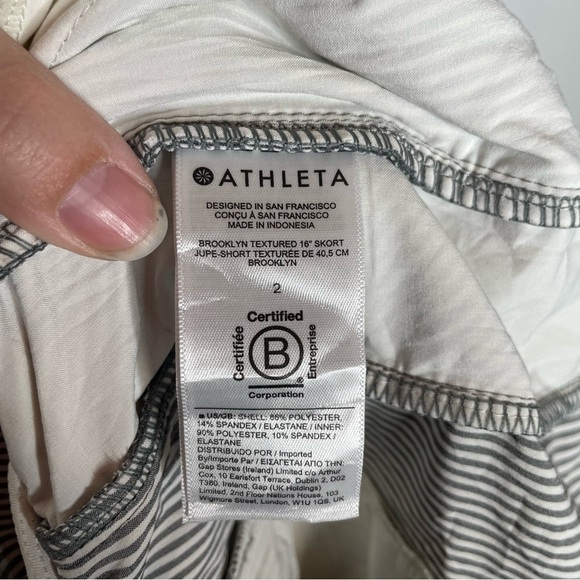 ATHLETA
DESIGNED IN SAN FRANCISCO
CONÇU À SAN FRANCISCO
MADE IN INDONESIA
BROOKLYN TEXTURED 16" SKORT
JUPE-SHORT TEXTURÉE DE 40,5 CM
BROOKLYN
2
Certified
Certifiée
B
Entreprise
Corporation
US/GB: SHELL: 86% POLYESTER,
14% SPANDEX / ELASTANE / INNER:
90% POLYESTER, 10% SPANDEX /
ELASTANE
DISTRIBUIDO POR / Imported
By/Importé Par / ΕΙΣΑΓΕΤΑΙ ΑΠΟ ΤΗΝ:
Gap Stores (Ireland) Limited c/o Arthur
Cox, 10 Earlsfort Terrace, Dublin 2, D02
T380, Ireland, Gap (UK Holdings)
Limited, 2nd Floor Nations House, 103
Wigmore Street, London, W1U 1QS, UK